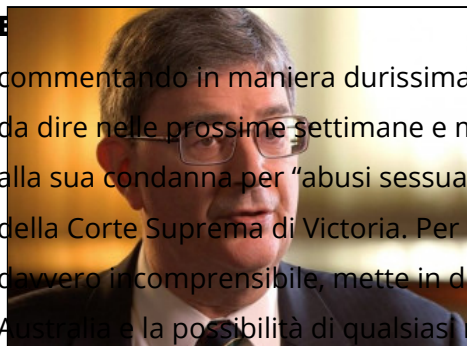 E
commentando in maniera durissima
da dire nelle prossime settimane e n
alla sua condanna per “abusi sessua
della Corte Suprema di Victoria. Per
davvero incomprensibile, mette in d
Australia e la possibilità di qualsiasi